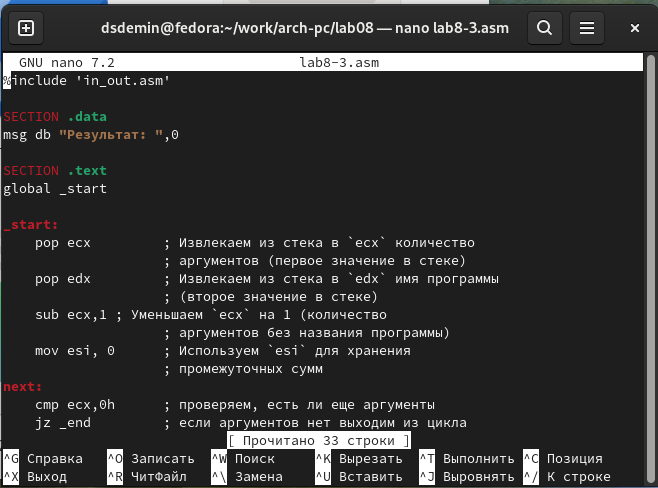 dsdemin@fedora:~/work/arch-pc/lab08 — nano lab8-3.asm
GNU nano 7.2 lab8-3.asm
%include 'in_out.asm'
SECTION .data
msg db "Результат: ",0
SECTION .text
global _start
_start:
pop ecx ; Извлекаем из стека в `ecx` количество
; аргументов (первое значение в стеке)
pop edx ; Извлекаем из стека в `edx` имя программы
; (второе значение в стеке)
sub ecx,1 ; Уменьшаем `ecx` на 1 (количество
; аргументов без названия программы)
mov esi, 0 ; Используем `esi` для хранения
; промежуточных сумм
next:
cmp ecx,0h ; проверяем, есть ли еще аргументы
jz _end ; если аргументов нет выходим из цикла
[ Прочитано 33 строки ]
^G Справка ^O Записать ^W Поиск ^K Вырезать ^T Выполнить ^C Позиция
^X Выход ^R ЧитФайл ^\ Замена ^U Вставить ^J Выровнять ^/ К строке